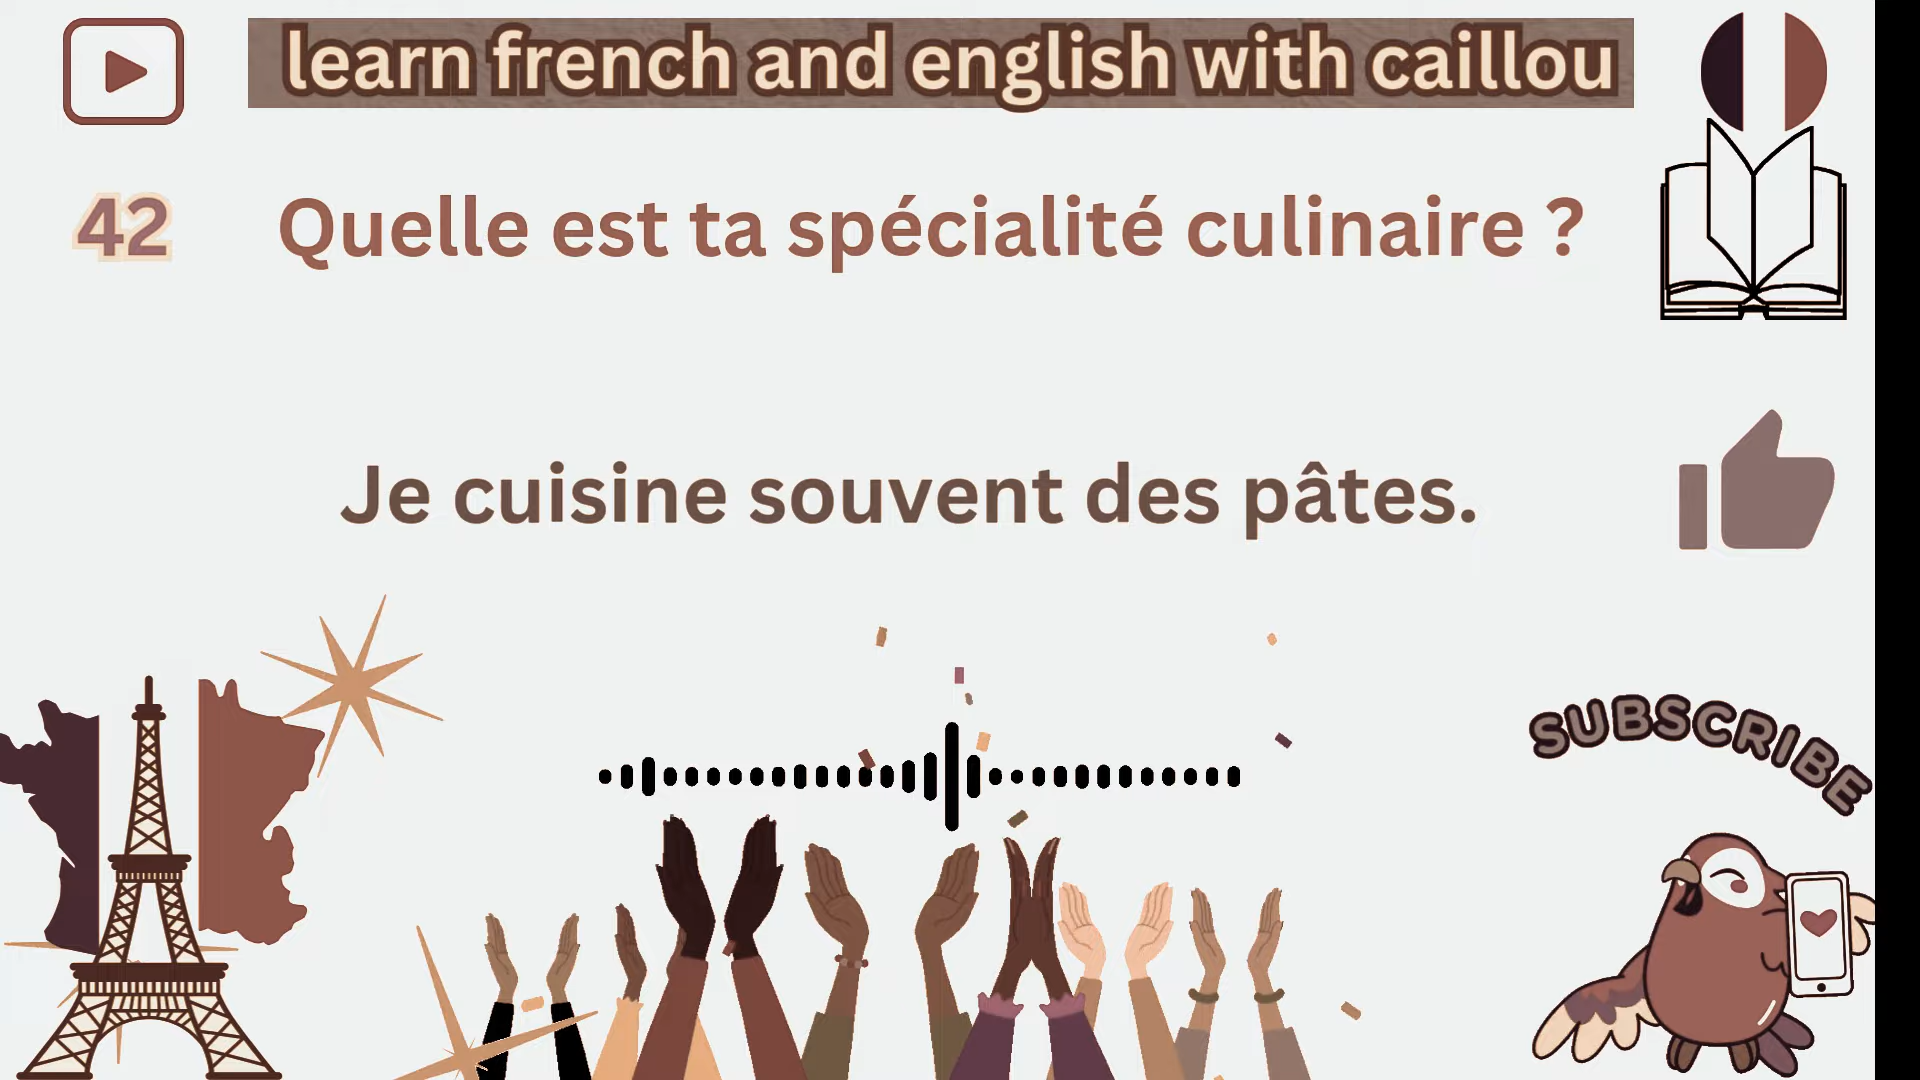 learn french and english with caillou
42 Quelle est ta spécialité culinaire ?
Je cuisine souvent des pâtes.
SUBSCRIBE